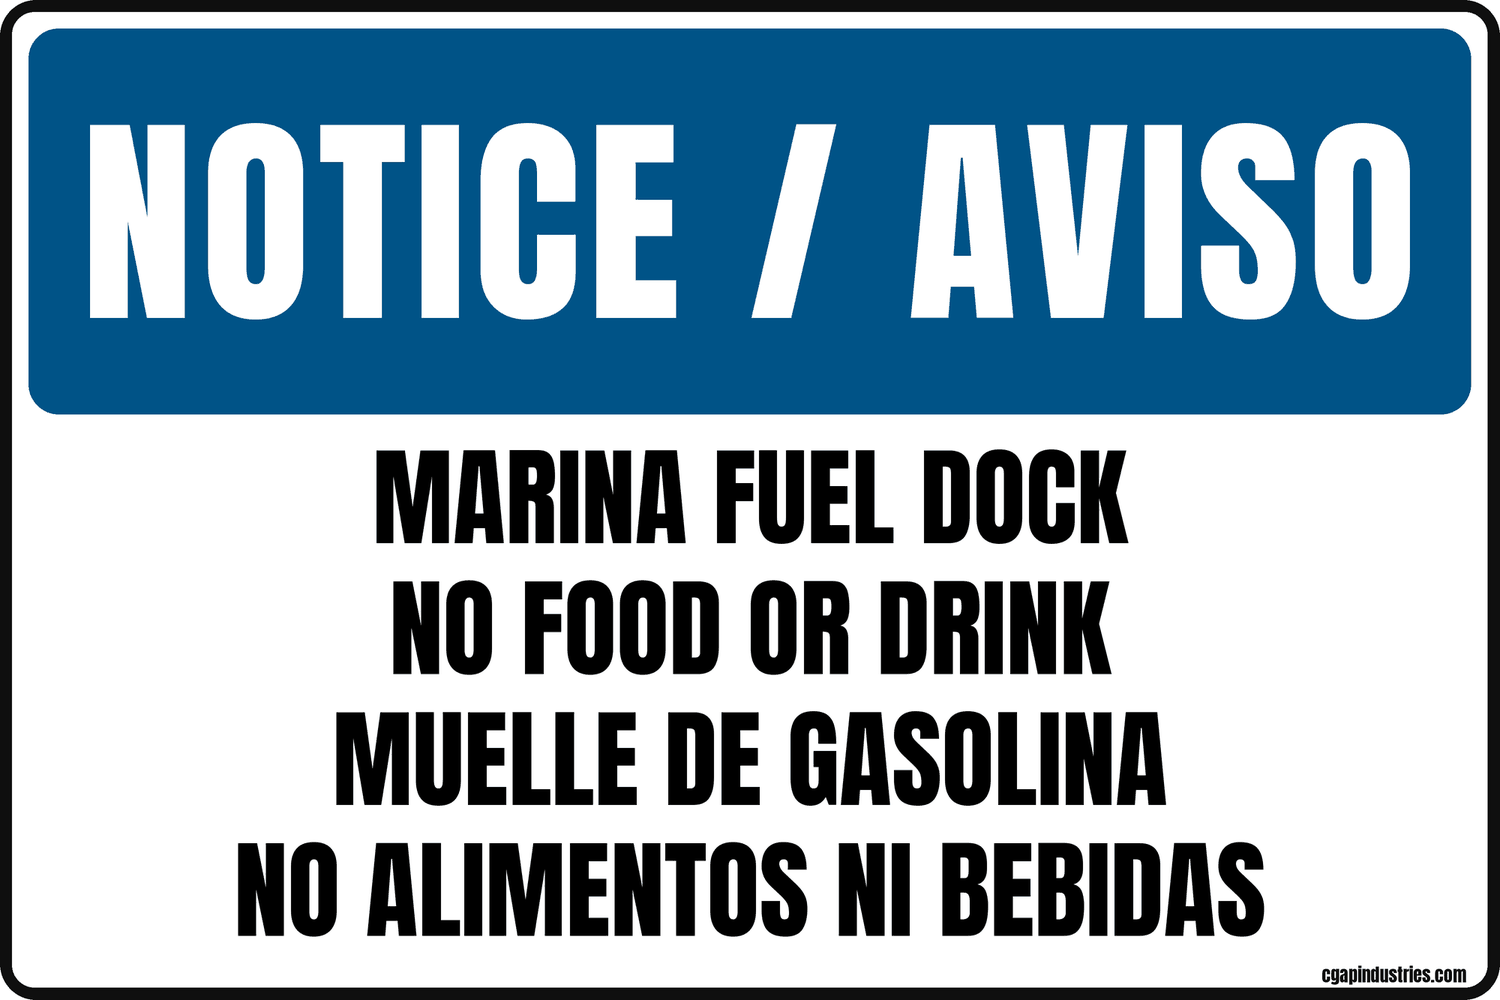 NOTICE / AVISO
MARINA FUEL DOCK
NO FOOD OR DRINK
MUELLE DE GASOLINA
NO ALIMENTOS NI BEBIDAS
cgapindustries.com